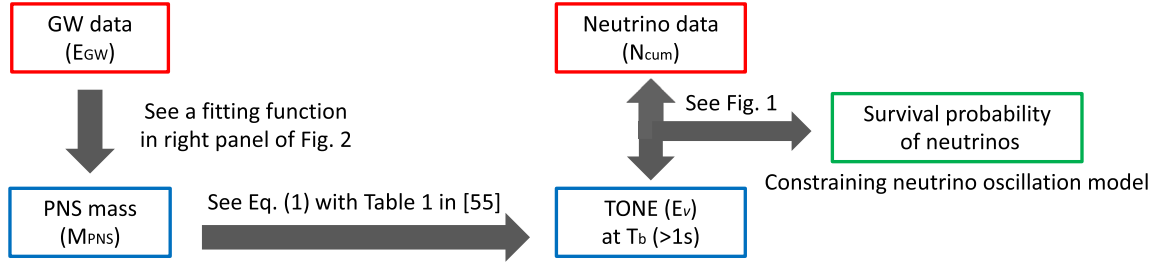 GW data
(EGW)
See a fitting function
in right panel of Fig. 2
PNS mass
(MPNS)
See Eq. (1) with Table 1 in [55]
Neutrino data
(Ncum)
See Fig. 1
TONE (Eν)
at Tb (>1s)
Survival probability
of neutrinos
Constraining neutrino oscillation model